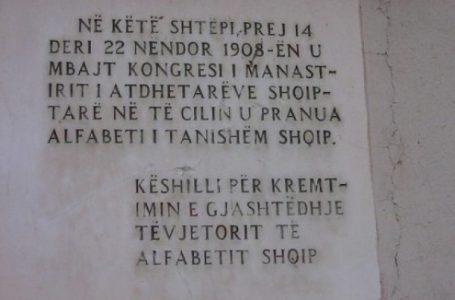 NË KËTË SHTËPI, PREJ 14
DERI 22 NENDOR 1908-ËN U
MBAJT KONGRESI I MANAST-
IRIT I ATDHETARËVE SHQIP-
TARË NË TË CILIN U PRANUA
ALFABETI I TANISHËM SHQIP.
KËSHILLI PËR KREMT-
IMIN E GJASHTËDHJE
TËVJETORIT TË
ALFABETIT SHQIP